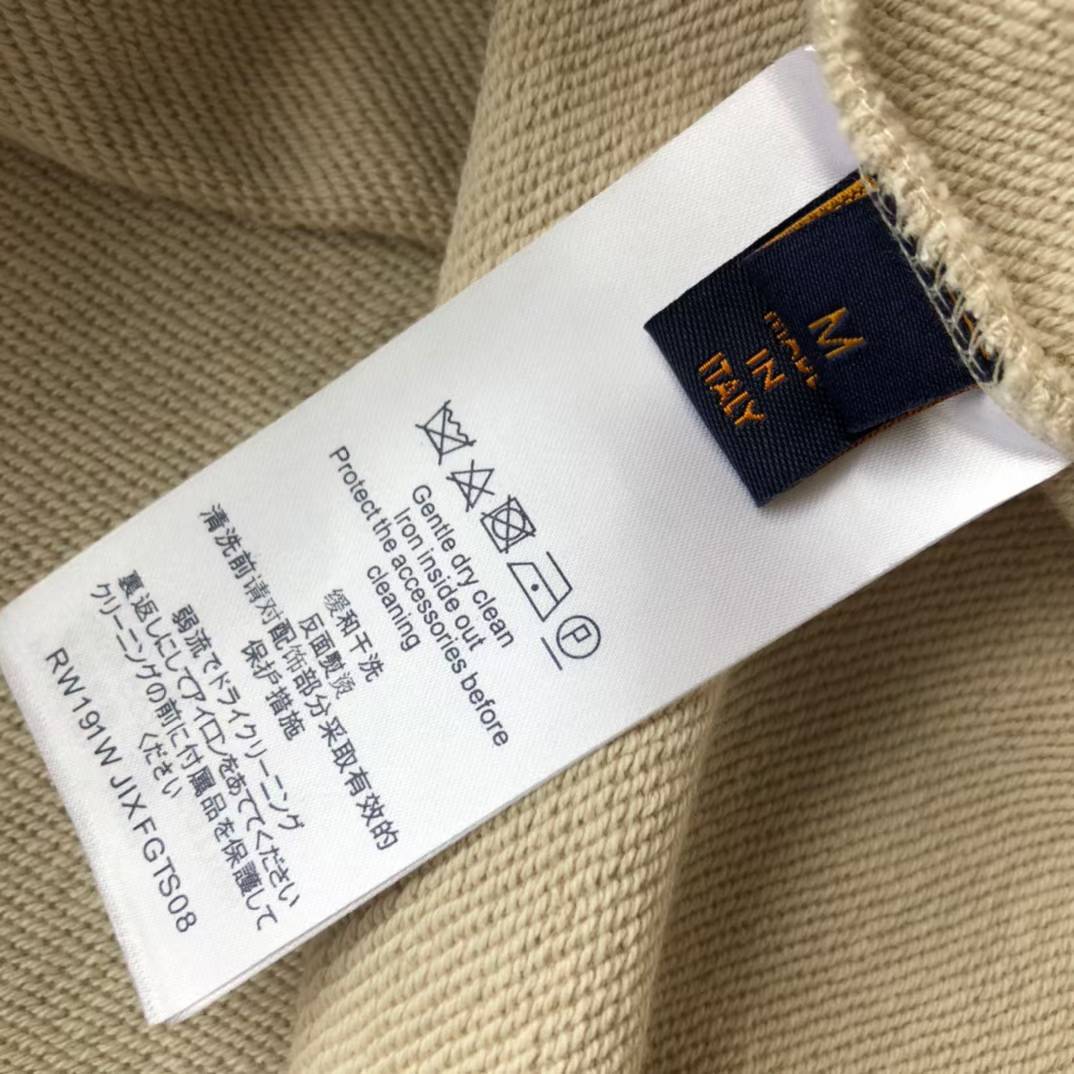 M
MADE
IN
ITALY
P
Gentle dry clean
Iron inside out
Protect the accessories before
cleaning
缓和干洗
反面熨烫
清洗前请对配饰部分采取有效的
保护措施
弱流でドライクリーニング
裏返しにしてアイロンをあててください
クリーニングの前に付属品を保護して
ください
RW191W JIX FGTS08